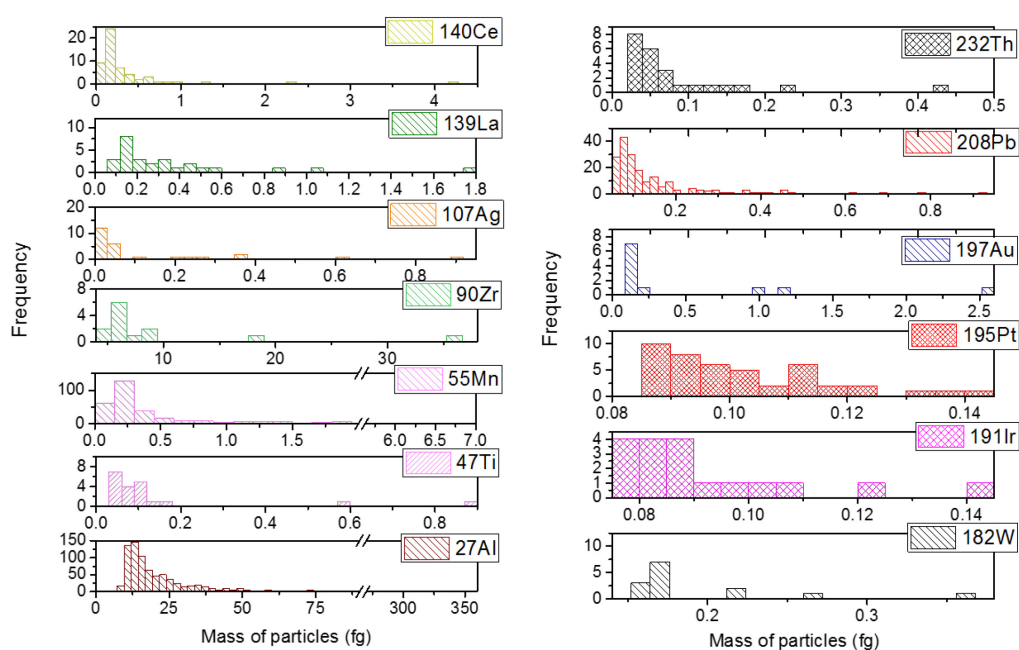 140Ce
20
10
0
0 1 2 3 4
139La
10
5
0
0.0 0.2 0.4 0.6 0.8 1.0 1.2 1.4 1.6 1.8
107Ag
20
10
0
0.0 0.2 0.4 0.6 0.8
90Zr
8
4
0
10 20 30
55Mn
100
0
0.0 0.5 1.0 1.5 6.0 6.5 7.0
47Ti
8
4
0
0.0 0.2 0.4 0.6 0.8
27Al
150
100
50
0
0 25 50 75 300 350
Mass of particles (fg)
Frequency
232Th
8
6
4
2
0
0.0 0.1 0.2 0.3 0.4 0.5
208Pb
40
20
0
0.2 0.4 0.6 0.8
197Au
8
6
4
2
0
0.0 0.5 1.0 1.5 2.0 2.5
195Pt
10
5
0
0.08 0.10 0.12 0.14
191Ir
4
3
2
1
0
0.08 0.10 0.12 0.14
182W
10
5
0
0.2 0.3
Mass of particles (fg)
Frequency